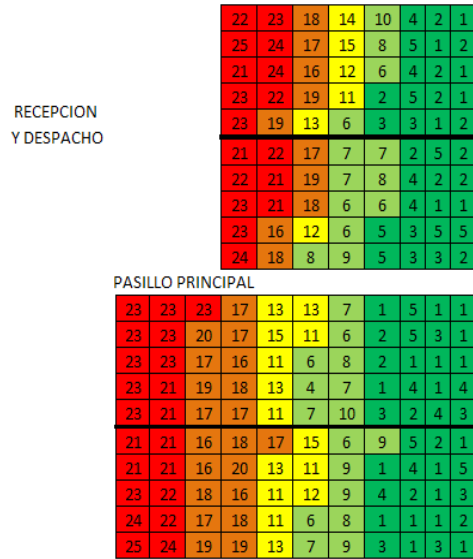 22 23 18 14 10 4 2 1
25 24 17 15 8 5 1 2
21 24 16 12 6 4 2 1
23 22 19 11 2 5 2 1
23 19 13 6 3 3 1 2
RECEPCION
Y DESPACHO
21 22 17 7 7 2 5 2
22 21 19 7 8 4 2 2
23 21 18 6 6 4 1 1
23 16 12 6 5 3 5 5
24 18 8 9 5 3 3 2
PASILLO PRINCIPAL
23 23 23 17 13 13 7 1 5 1 1
23 23 20 17 15 11 6 2 5 3 1
23 23 17 16 11 6 8 2 1 1 1
23 21 19 18 13 4 7 1 4 1 4
23 21 17 17 11 7 10 3 2 4 3
21 21 16 18 17 15 6 9 5 2 1
21 21 16 20 13 11 9 1 4 1 5
23 22 18 16 11 12 9 4 2 1 3
24 22 17 18 11 6 8 1 1 1 2
25 24 19 19 13 7 9 3 1 3 1